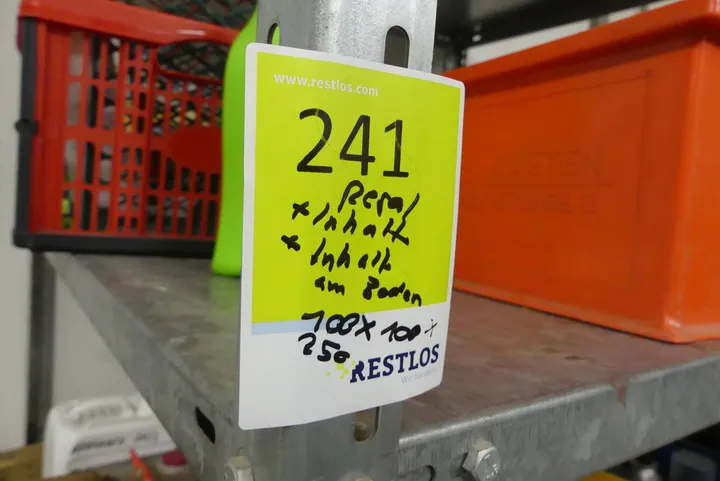 www.restlos.com
241
Regal
x Inhalt
x Inhalt
am Boden
100 x 100 x
250
RESTLOS